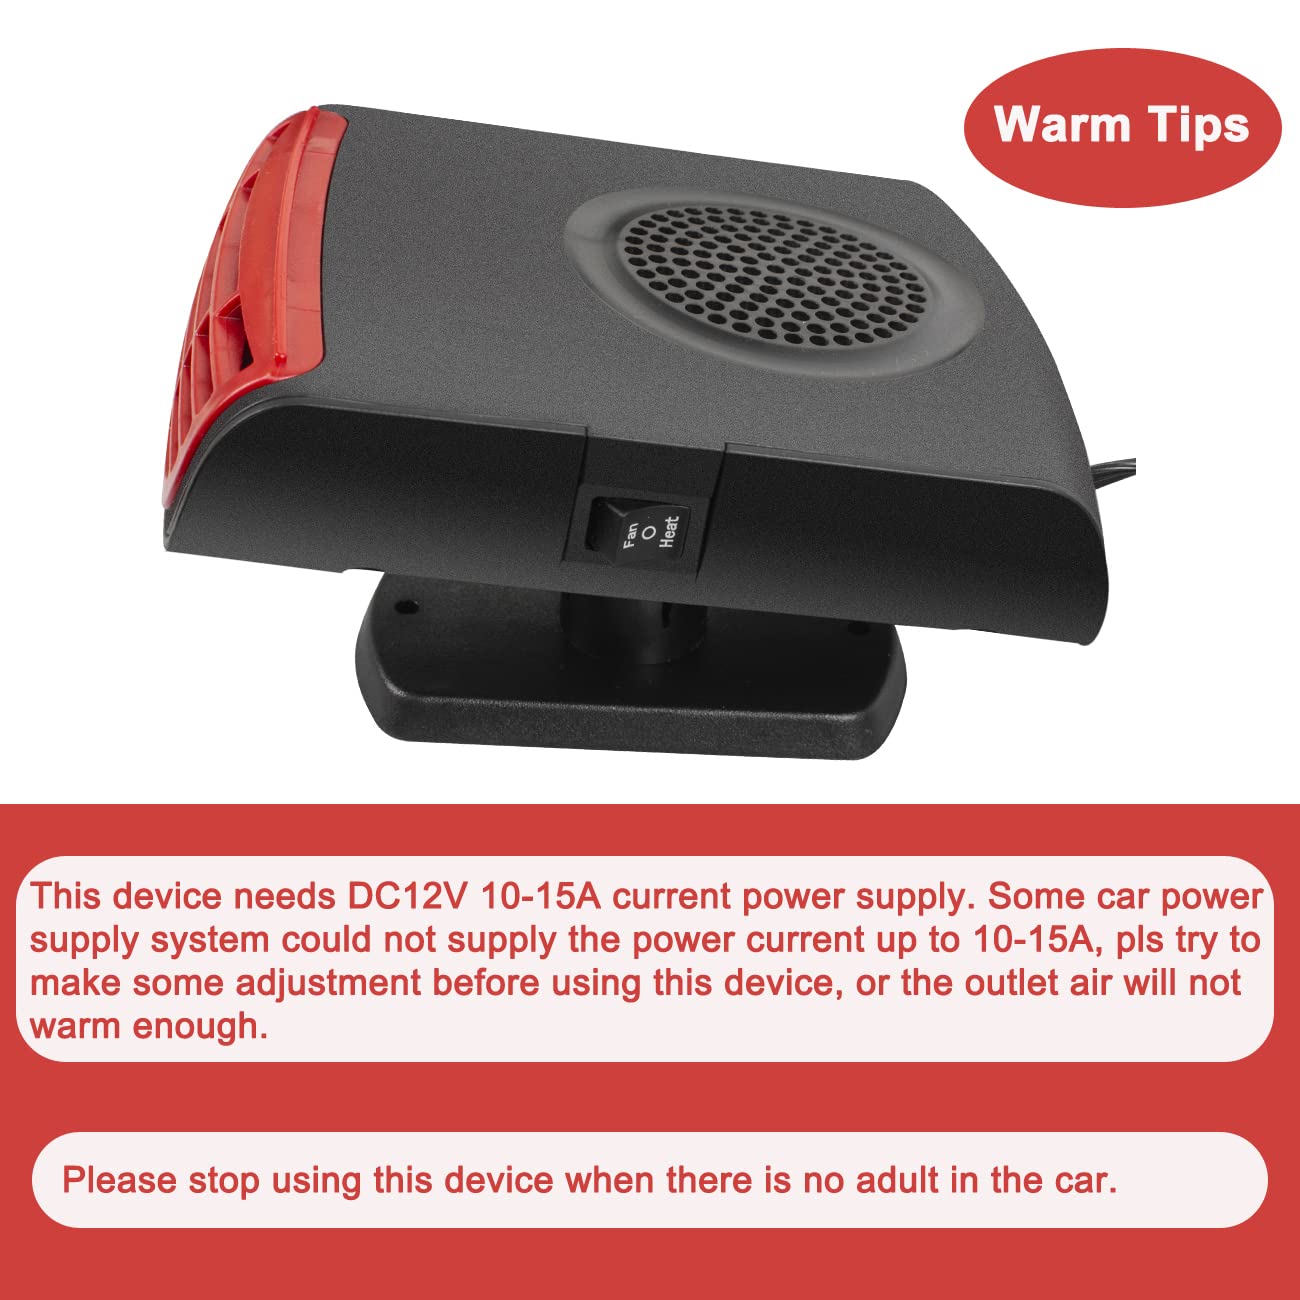 Warm Tips
Fan
O
Heat
This device needs DC12V 10-15A current power supply. Some car power
supply system could not supply the power current up to 10-15A, pls try to
make some adjustment before using this device, or the outlet air will not
warm enough.
Please stop using this device when there is no adult in the car.